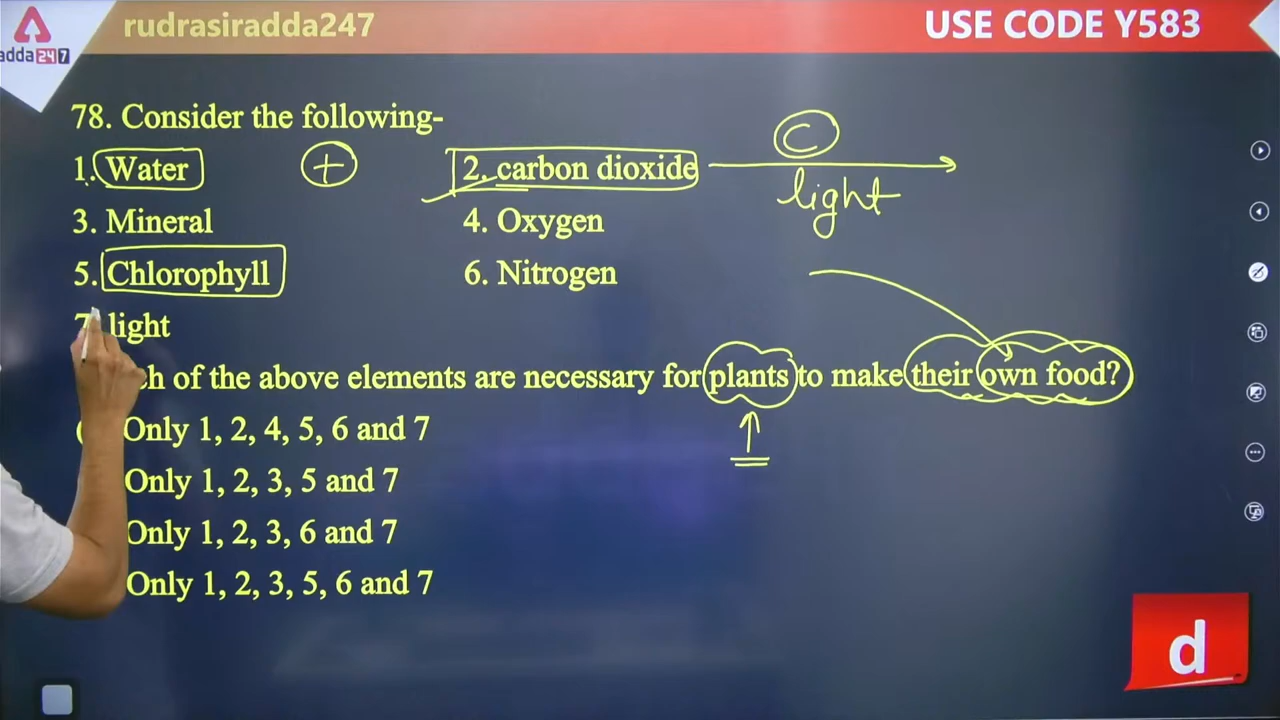 rudrasiradda247
USE CODE Y583
adda247
78. Consider the following-
1. Water + 2. carbon dioxide C
light
3. Mineral 4. Oxygen
5. Chlorophyll 6. Nitrogen
light
of the above elements are necessary for plants to make their own food?
Only 1, 2, 4, 5, 6 and 7
Only 1, 2, 3, 5 and 7
Only 1, 2, 3, 6 and 7
Only 1, 2, 3, 5, 6 and 7
d